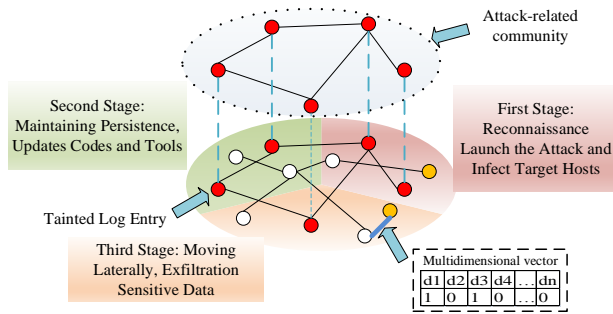 Attack-related
community
Second Stage:
Maintaining Persistence,
Updates Codes and Tools
First Stage:
Reconnaissance
Launch the Attack and
Infect Target Hosts
Tainted Log Entry
Third Stage: Moving
Laterally, Exfiltration
Sensitive Data
Multidimensional vector
d1 d2 d3 d4 ... dn
1 0 1 0 ... 0